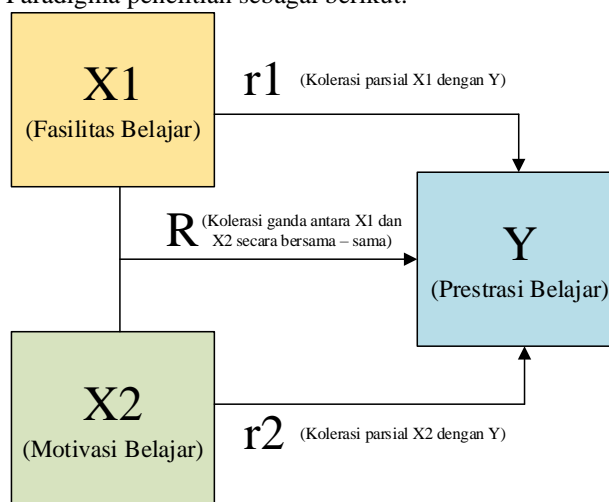 Paradigma penelitian sebagai berikut:
X1
(Fasilitas Belajar)
r1 (Kolerasi parsial X1 dengan Y)
R (Kolerasi ganda antara X1 dan
X2 secara bersama – sama)
Y
(Prestrasi Belajar)
X2
(Motivasi Belajar)
r2 (Kolerasi parsial X2 dengan Y)